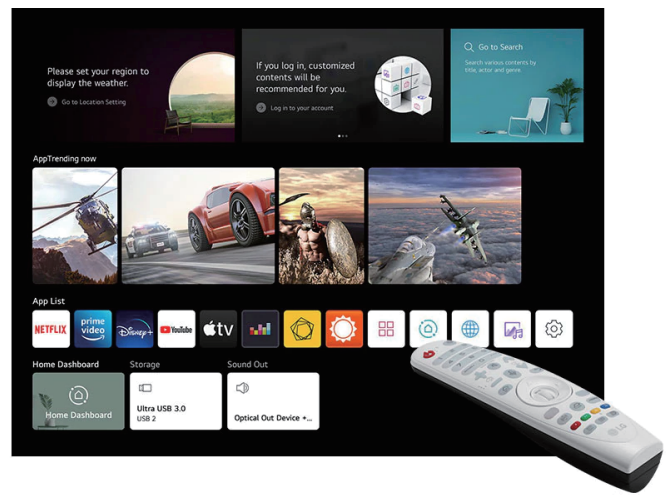 Please set your region to
display the weather.
Go to Location Setting
If you log in, customized
contents will be
recommended for you.
Log in to your account
Go to Search
Search various contents by
title, actor and genre
AppTrending now
App List
NETFLIX
prime
video
Disney+
YouTube
tv
Home Dashboard
Storage
Sound Out
Home Dashboard
Ultra USB 3.0
USB 2
Optical Out Device +...
LG